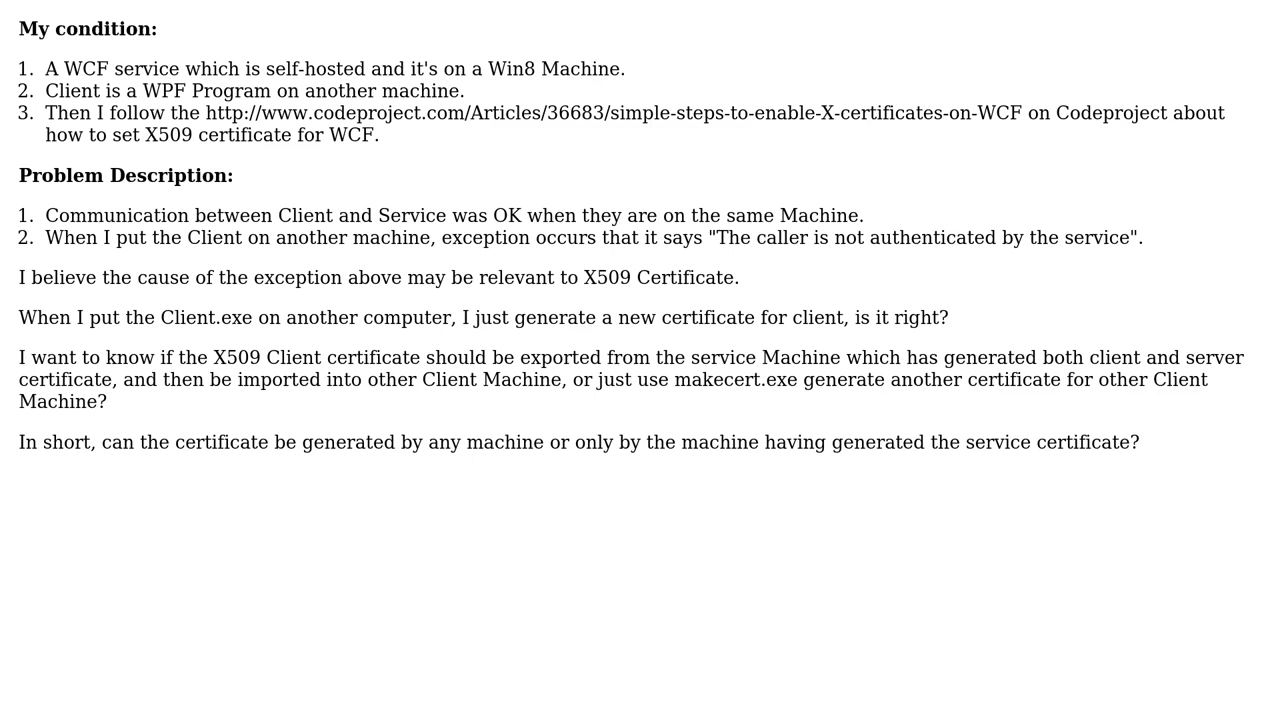 My condition:
1. A WCF service which is self-hosted and it's on a Win8 Machine.
2. Client is a WPF Program on another machine.
3. Then I follow the http://www.codeproject.com/Articles/36683/simple-steps-to-enable-X-certificates-on-WCF on Codeproject about
how to set X509 certificate for WCF.
Problem Description:
1. Communication between Client and Service was OK when they are on the same Machine.
2. When I put the Client on another machine, exception occurs that it says "The caller is not authenticated by the service".
I believe the cause of the exception above may be relevant to X509 Certificate.
When I put the Client.exe on another computer, I just generate a new certificate for client, is it right?
I want to know if the X509 Client certificate should be exported from the service Machine which has generated both client and server
certificate, and then be imported into other Client Machine, or just use makecert.exe generate another certificate for other Client
Machine?
In short, can the certificate be generated by any machine or only by the machine having generated the service certificate?